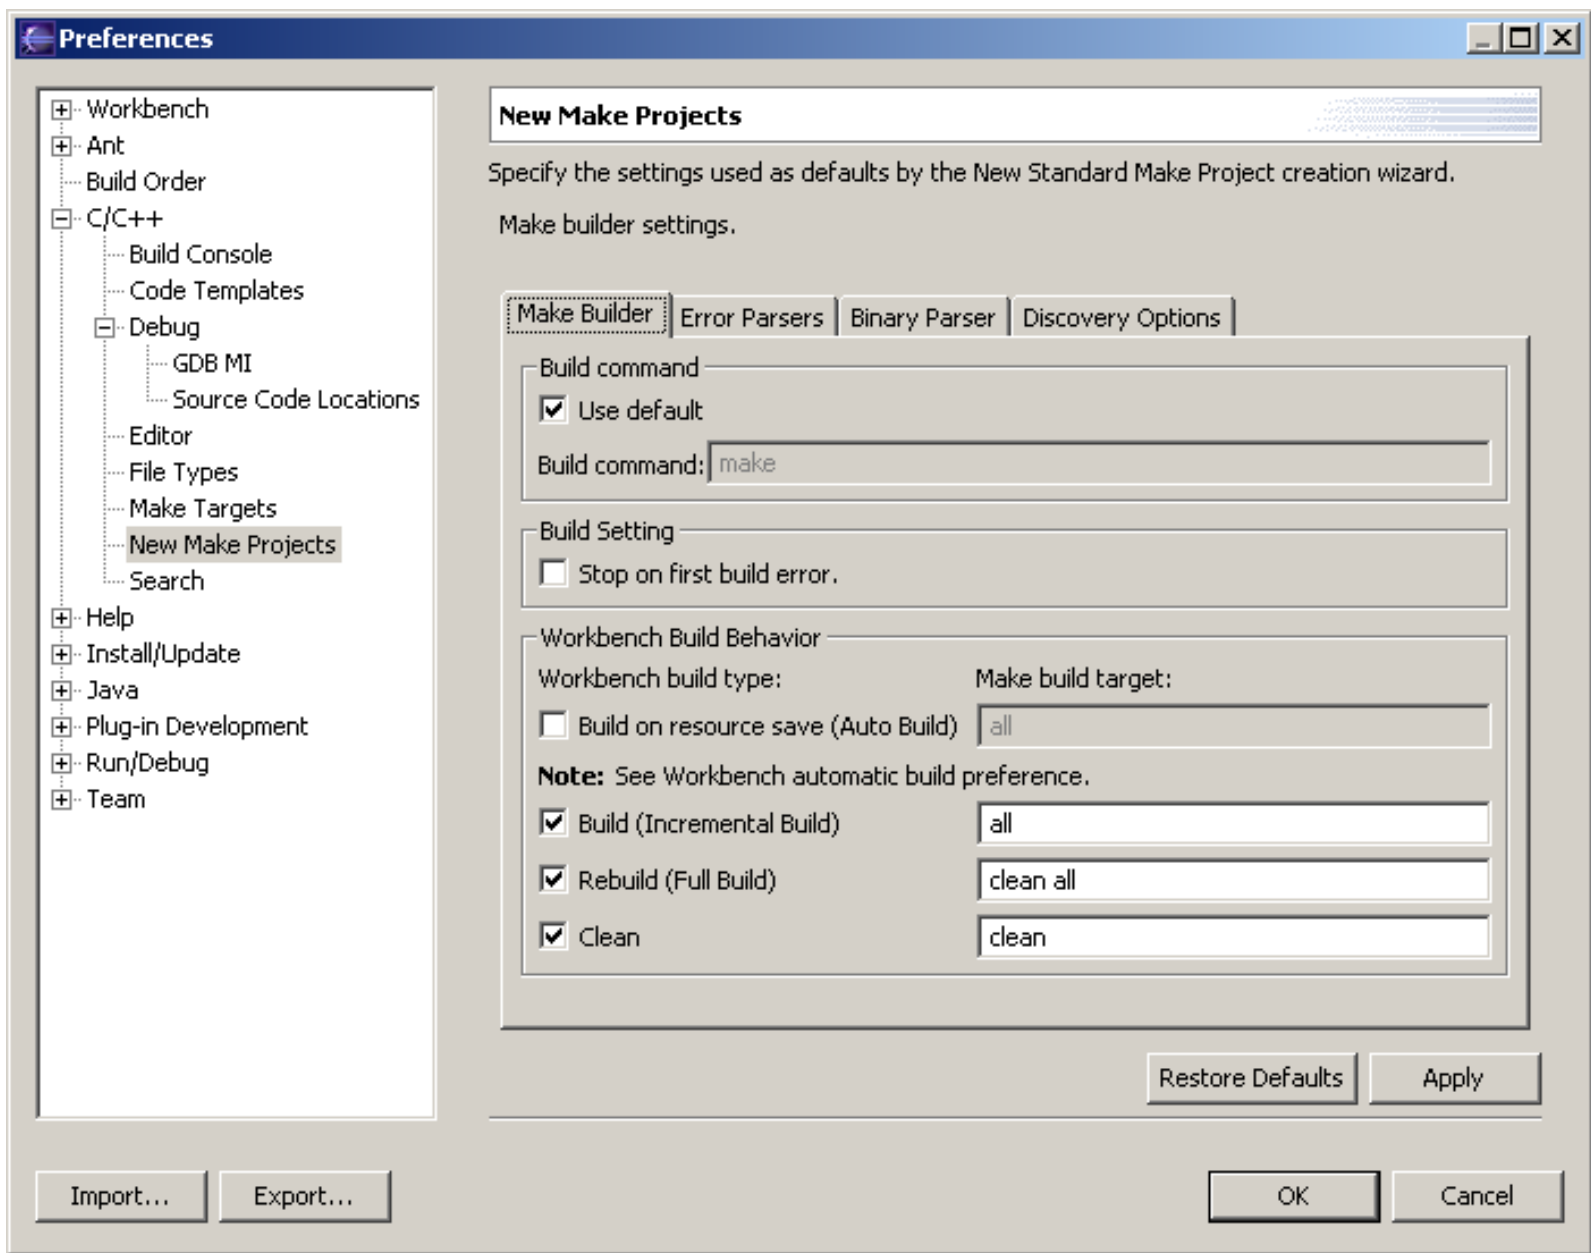 Preferences
Workbench
Ant
Build Order
C/C++
Build Console
Code Templates
Debug
GDB MI
Source Code Locations
Editor
File Types
Make Targets
New Make Projects
Search
Help
Install/Update
Java
Plug-in Development
Run/Debug
Team
New Make Projects
Specify the settings used as defaults by the New Standard Make Project creation wizard.
Make builder settings.
Make Builder Error Parsers Binary Parser Discovery Options
Build command
Use default
Build command: make
Build Setting
Stop on first build error.
Workbench Build Behavior
Workbench build type: Make build target:
Build on resource save (Auto Build) all
Note: See Workbench automatic build preference.
Build (Incremental Build) all
Rebuild (Full Build) clean all
Clean clean
Restore Defaults Apply
Import... Export... OK Cancel